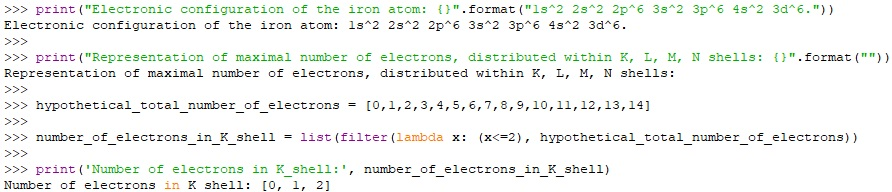 >>> print("Electronic configuration of the iron atom: {}".format("1s^2 2s^2 2p^6 3s^2 3p^6 4s^2 3d^6."))
Electronic configuration of the iron atom: 1s^2 2s^2 2p^6 3s^2 3p^6 4s^2 3d^6.
>>>
>>> print("Representation of maximal number of electrons, distributed within K, L, M, N shells: {}".format(""))
Representation of maximal number of electrons, distributed within K, L, M, N shells:
>>>
>>> hypothetical_total_number_of_electrons = [0,1,2,3,4,5,6,7,8,9,10,11,12,13,14]
>>>
>>> number_of_electrons_in_K_shell = list(filter(lambda x: (x<=2), hypothetical_total_number_of_electrons))
>>>
>>> print('Number of electrons in K_shell:', number_of_electrons_in_K_shell)
Number of electrons in K shell: [0, 1, 2]